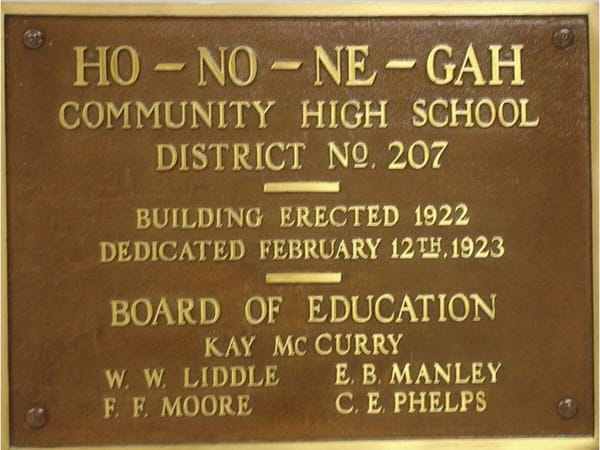 HO-NO-NE-GAH
COMMUNITY HIGH SCHOOL
DISTRICT Nº. 207
BUILDING ERECTED 1922
DEDICATED FEBRUARY 12TH, 1923
BOARD OF EDUCATION
KAY MCCURRY
W. W. LIDDLE E. B. MANLEY
F. F. MOORE C. E. PHELPS